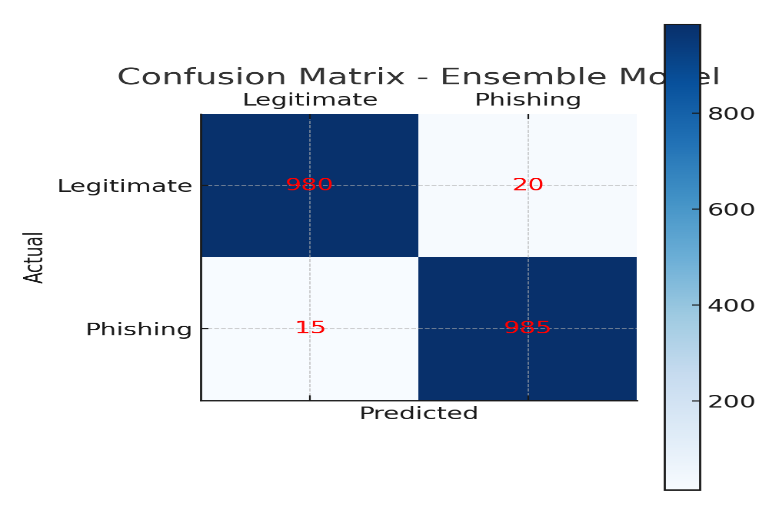 Confusion Matrix - Ensemble Model
Legitimate Phishing
Actual
Legitimate 980 20
Phishing 15 985
Predicted
800
600
400
200